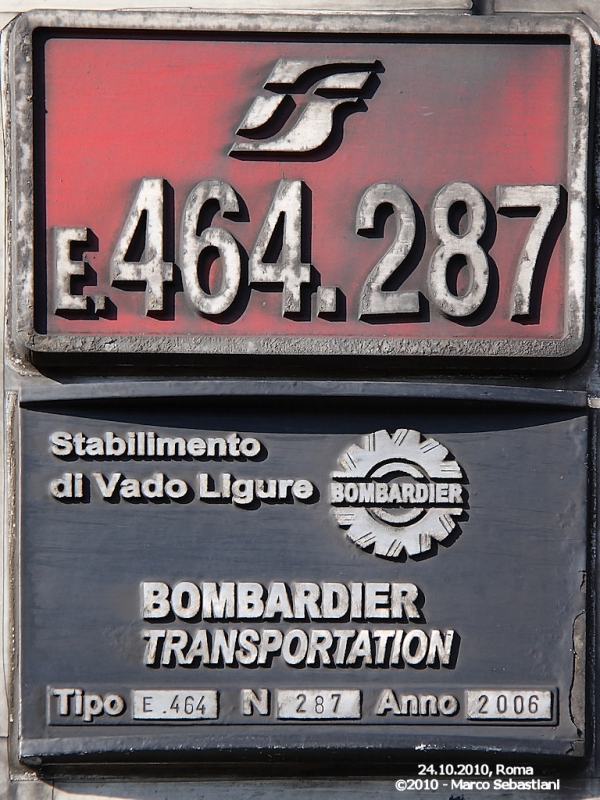 E.464.287
Stabilimento
di Vado Ligure
BOMBARDIER
BOMBARDIER
TRANSPORTATION
Tipo E.464 N 287 Anno 2006
24.10.2010, Roma
©2010 - Marco Sebastiani